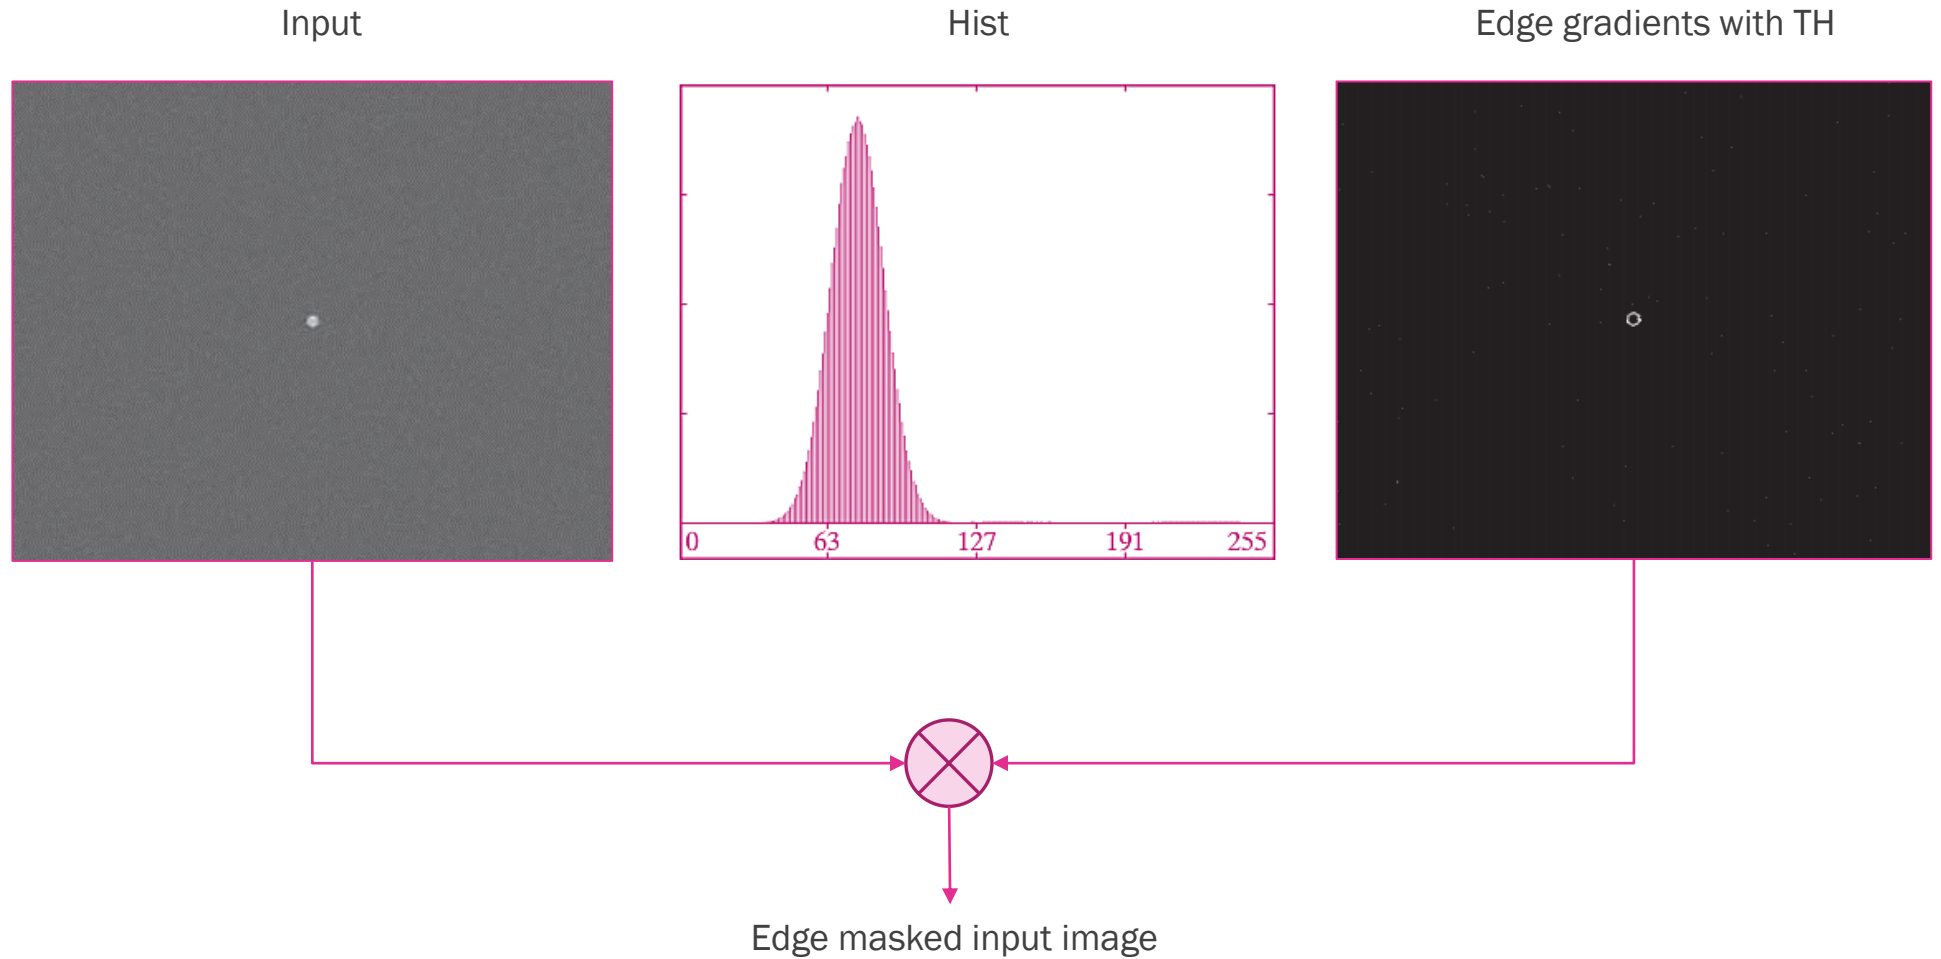 Input
Hist
Edge gradients with TH
0 63 127 191 255
Edge masked input image